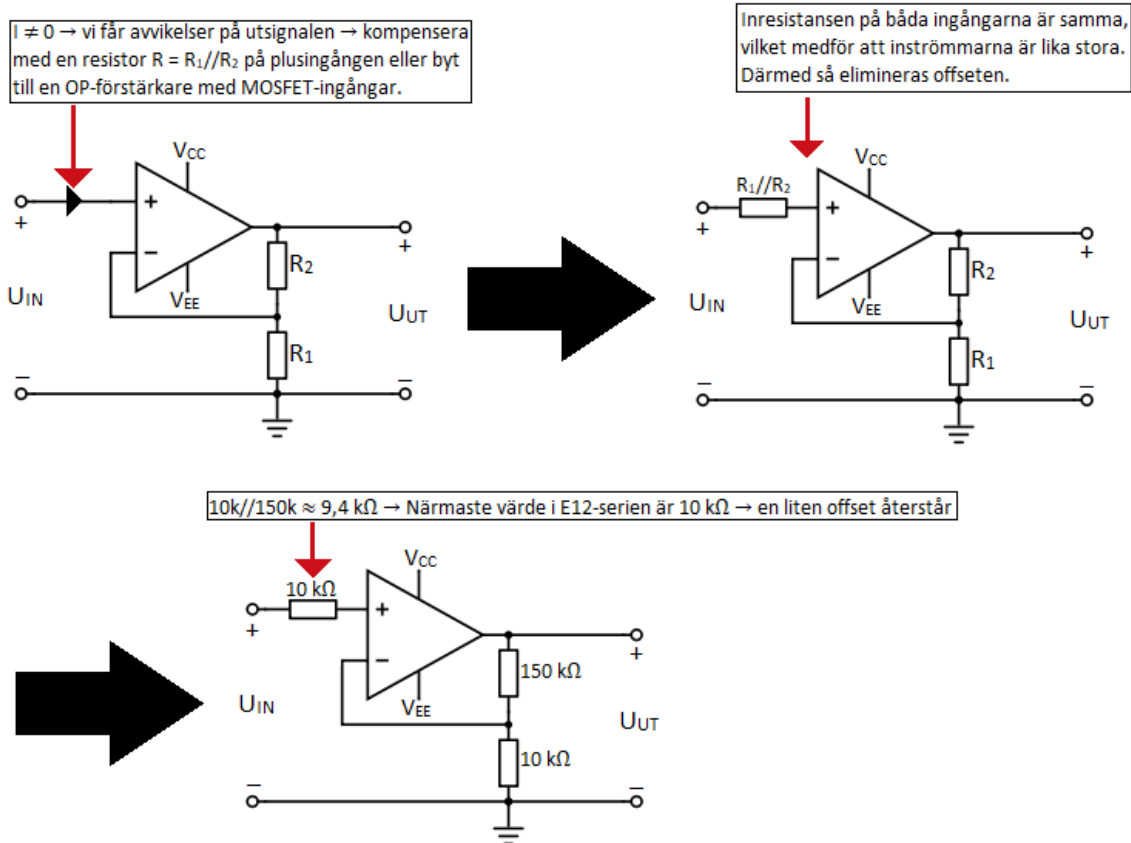 I ≠ 0 → vi får avvikelser på utsignalen → kompensera
med en resistor R = R₁//R₂ på plusingången eller byt
till en OP-förstärkare med MOSFET-ingångar.
Inresistansen på båda ingångarna är samma,
vilket medför att inströmmarna är lika stora.
Därmed så elimineras offseten.
VCC
+
+
−
R2
+
VEE
UIN
UUT
R1
−
−
VCC
R₁//R₂
+
+
−
R2
+
VEE
UIN
UUT
R1
−
−
10k//150k ≈ 9,4 kΩ → Närmaste värde i E12-serien är 10 kΩ → en liten offset återstår
VCC
10 kΩ
+
+
−
150 kΩ
+
VEE
UIN
UUT
10 kΩ
−
−